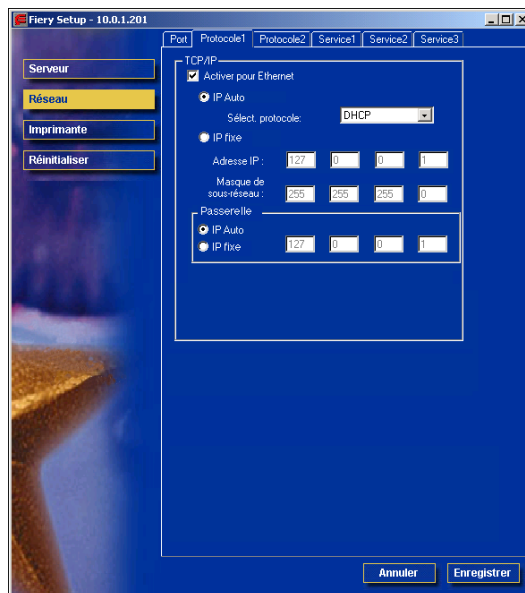 Fiery Setup - 10.0.1.201
Port Protocole1 Protocole2 Service1 Service2 Service3
Serveur
Réseau
Imprimante
Réinitialiser
TCP/IP
Activer pour Ethernet
IP Auto
Sélect. protocole: DHCP
IP fixe
Adresse IP : 127 0 0 1
Masque de
sous-réseau : 255 255 255 0
Passerelle
IP Auto
IP fixe 127 0 0 1
Annuler Enregistrer